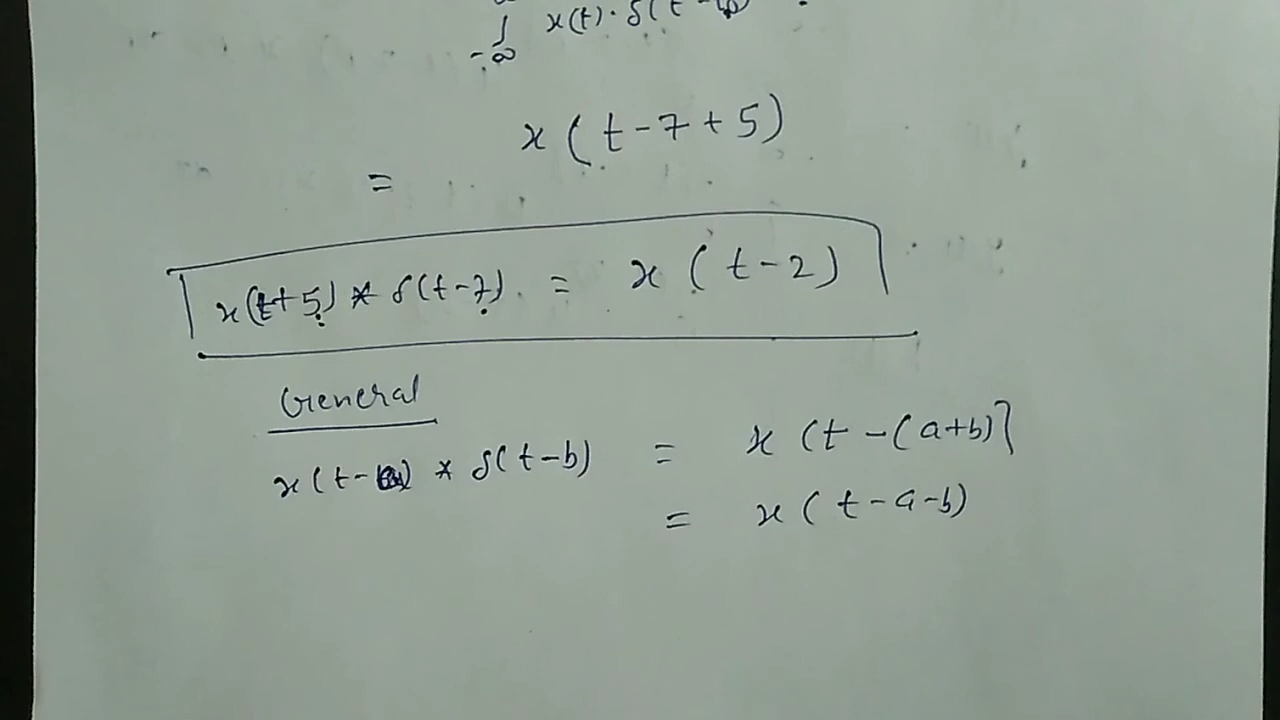 ∫ -∞ x(t)·δ(t-
x(t-7+5)
=
x(t+5) * δ(t-7) = x(t-2)
General
x(t-a) * δ(t-b) = x(t-(a+b)]
= x(t-a-b)